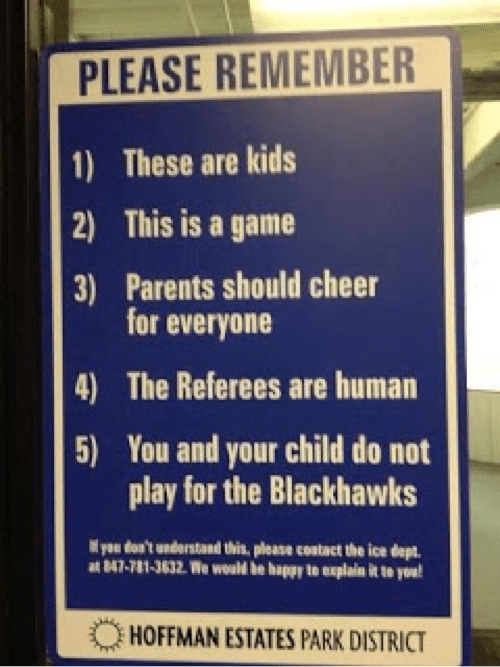 PLEASE REMEMBER
1) These are kids
2) This is a game
3) Parents should cheer
for everyone
4) The Referees are human
5) You and your child do not
play for the Blackhawks
If you don't understand this, please contact the ice dept.
at 847-781-3632. We would be happy to explain it to you!
HOFFMAN ESTATES PARK DISTRICT